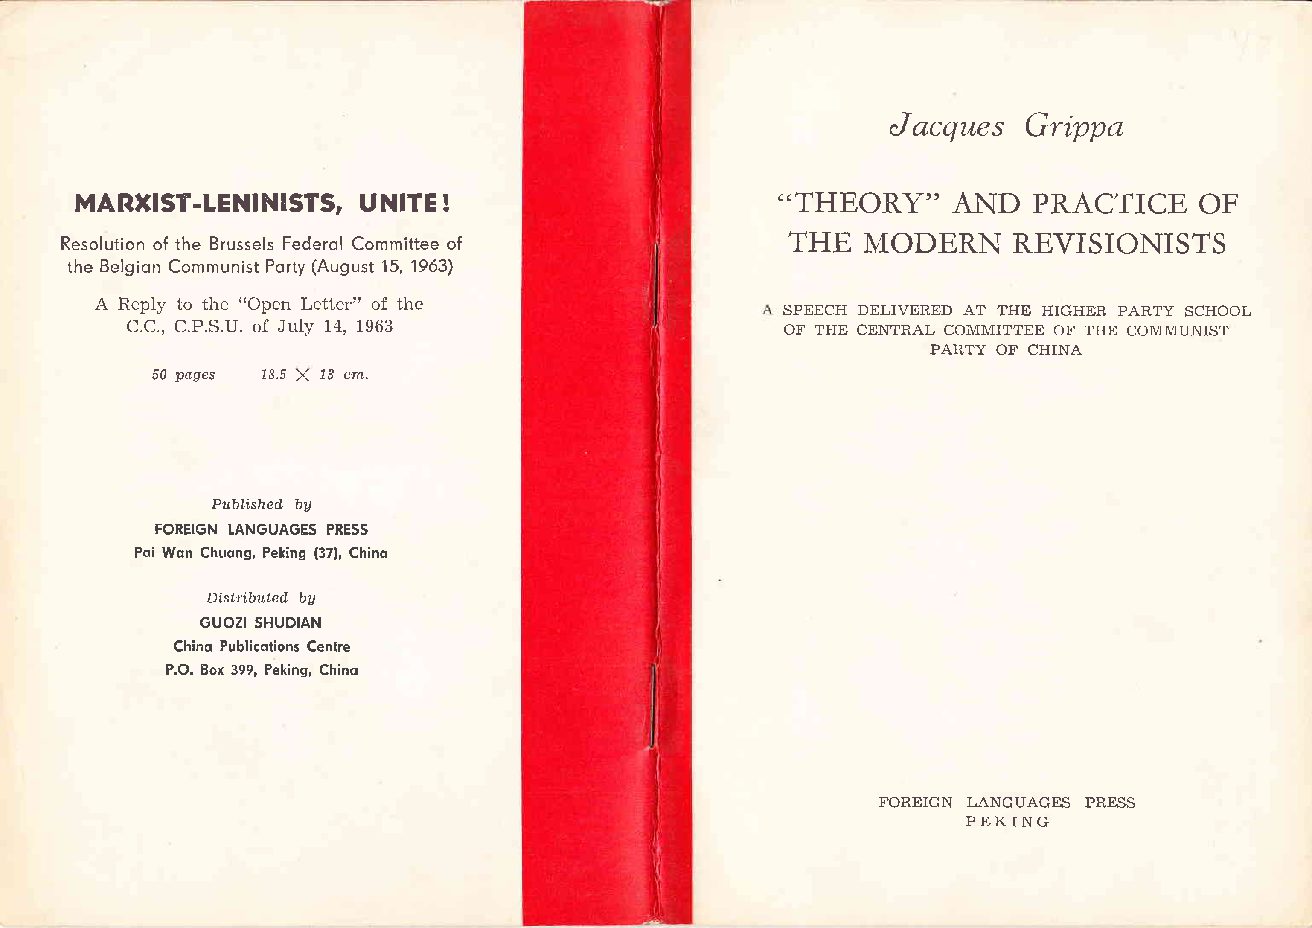 MARXIST-LENINISTS, UNITE!
Resolution of the Brussels Federal Committee of
the Belgian Communist Party (August 15, 1963)
A Reply to the “Open Letter” of the
C.C., C.P.S.U. of July 14, 1963
50 pages 18.5 × 13 cm.
Published by
FOREIGN LANGUAGES PRESS
Pai Wan Chuang, Peking (37), China
Distributed by
GUOZI SHUDIAN
China Publications Centre
P.O. Box 399, Peking, China
Jacques Grippa
“THEORY” AND PRACTICE OF
THE MODERN REVISIONISTS
A SPEECH DELIVERED AT THE HIGHER PARTY SCHOOL
OF THE CENTRAL COMMITTEE OF THE COMMUNIST
PARTY OF CHINA
FOREIGN LANGUAGES PRESS
PEKING